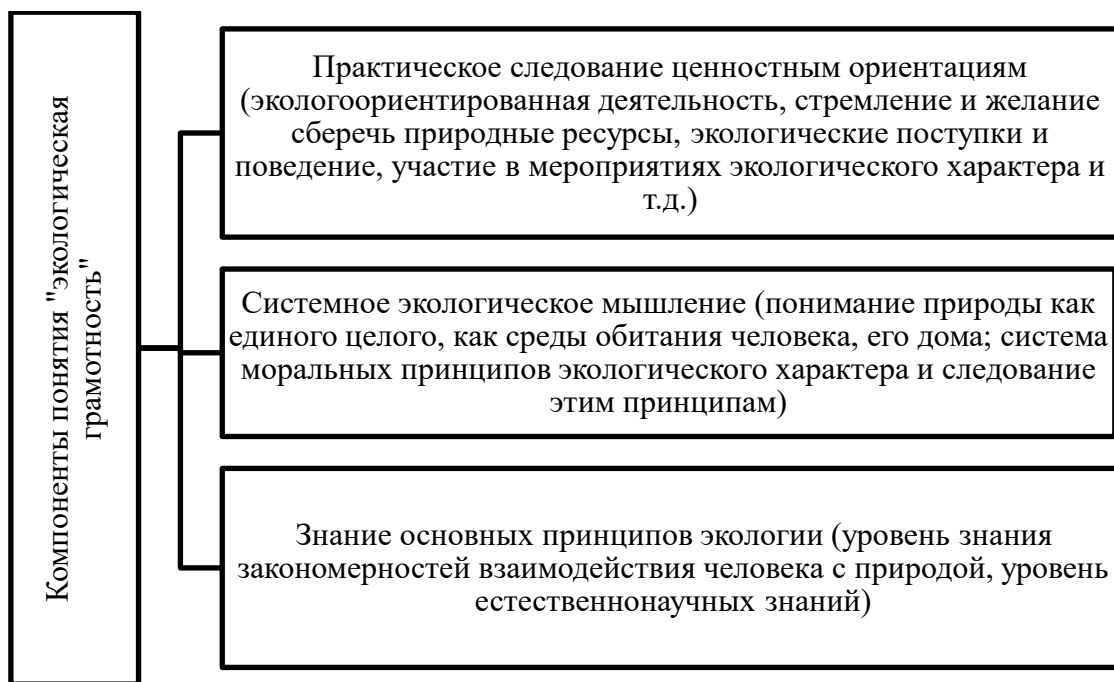 Компоненты понятия "экологическая
грамотность"
Практическое следование ценностным ориентациям
(экологоориентированная деятельность, стремление и желание
сберечь природные ресурсы, экологические поступки и
поведение, участие в мероприятиях экологического характера и
т.д.)
Системное экологическое мышление (понимание природы как
единого целого, как среды обитания человека, его дома; система
моральных принципов экологического характера и следование
этим принципам)
Знание основных принципов экологии (уровень знания
закономерностей взаимодействия человека с природой, уровень
естественнонаучных знаний)